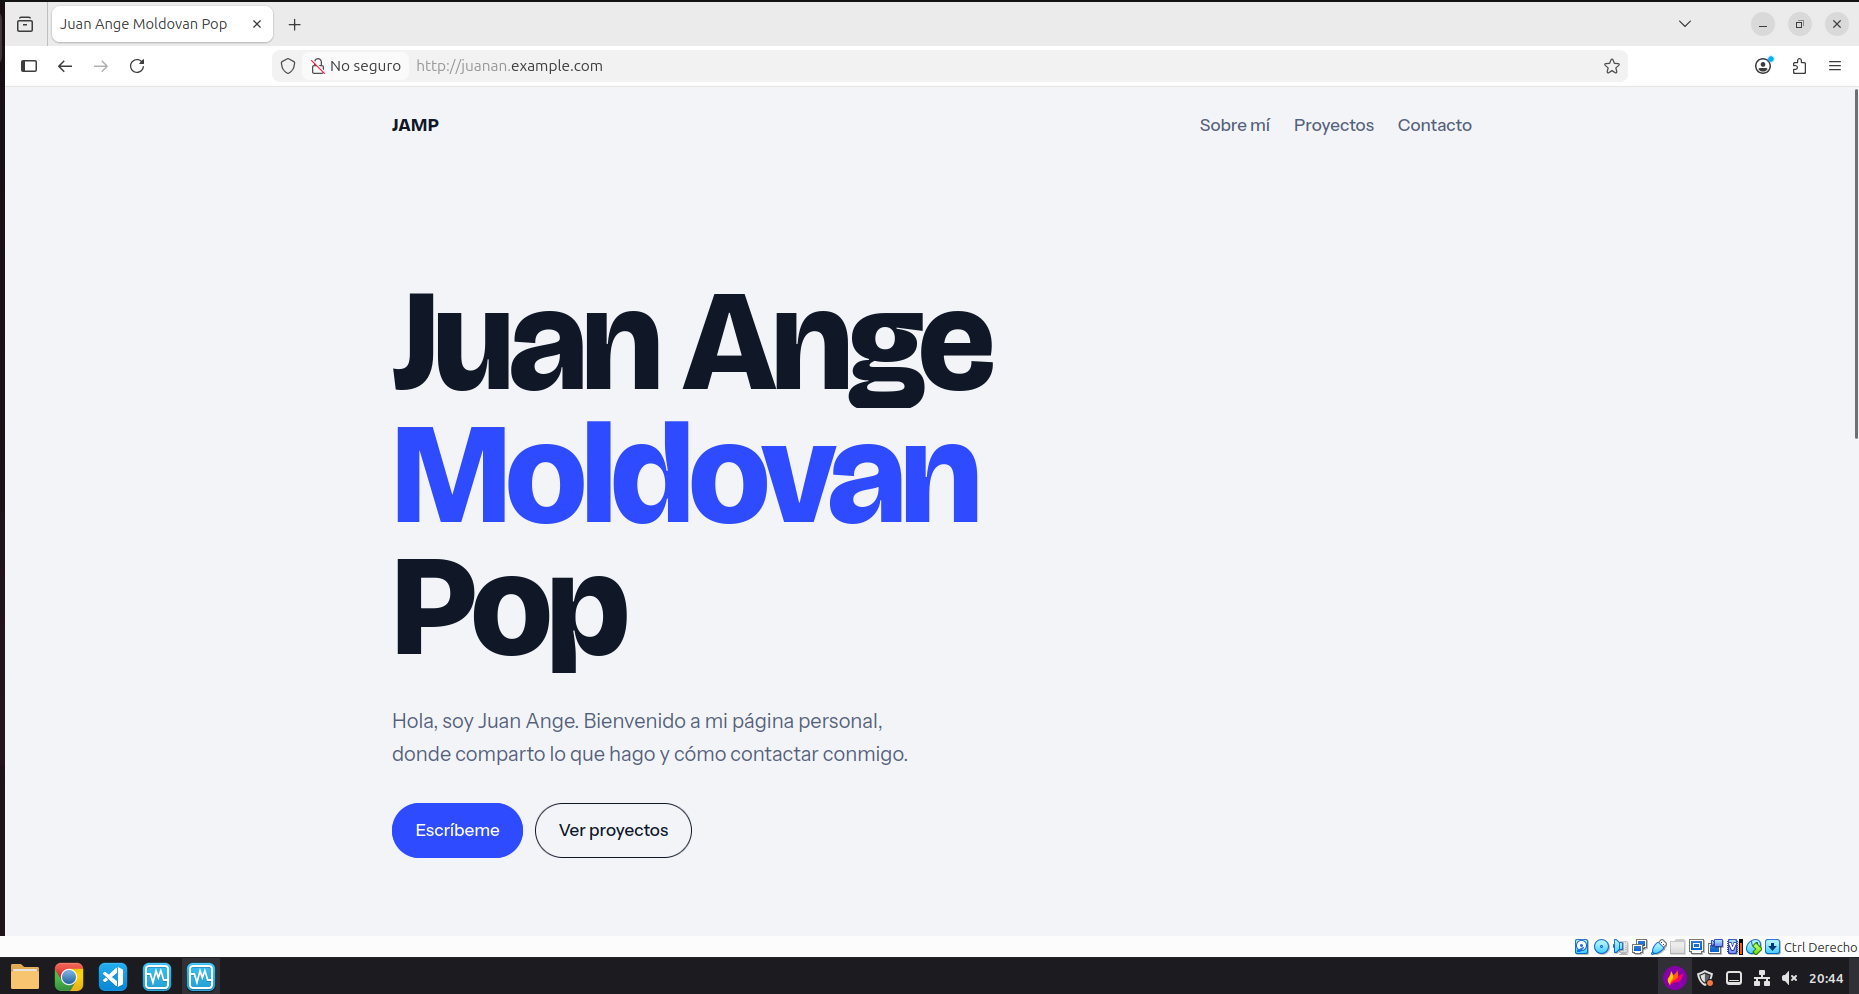 Juan Ange Moldovan Pop
No seguro
http://juanan.example.com
JAMP
Sobre mí
Proyectos
Contacto
Juan Ange
Moldovan
Pop
Hola, soy Juan Ange. Bienvenido a mi página personal,
donde comparto lo que hago y cómo contactar conmigo.
Escríbeme
Ver proyectos
Ctrl Derecho
20:44